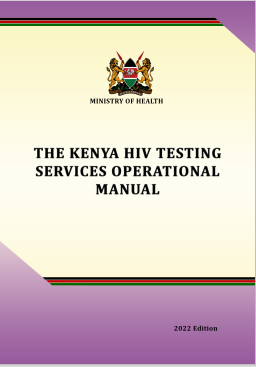 MINISTRY OF HEALTH
THE KENYA HIV TESTING
SERVICES OPERATIONAL
MANUAL
2022 Edition